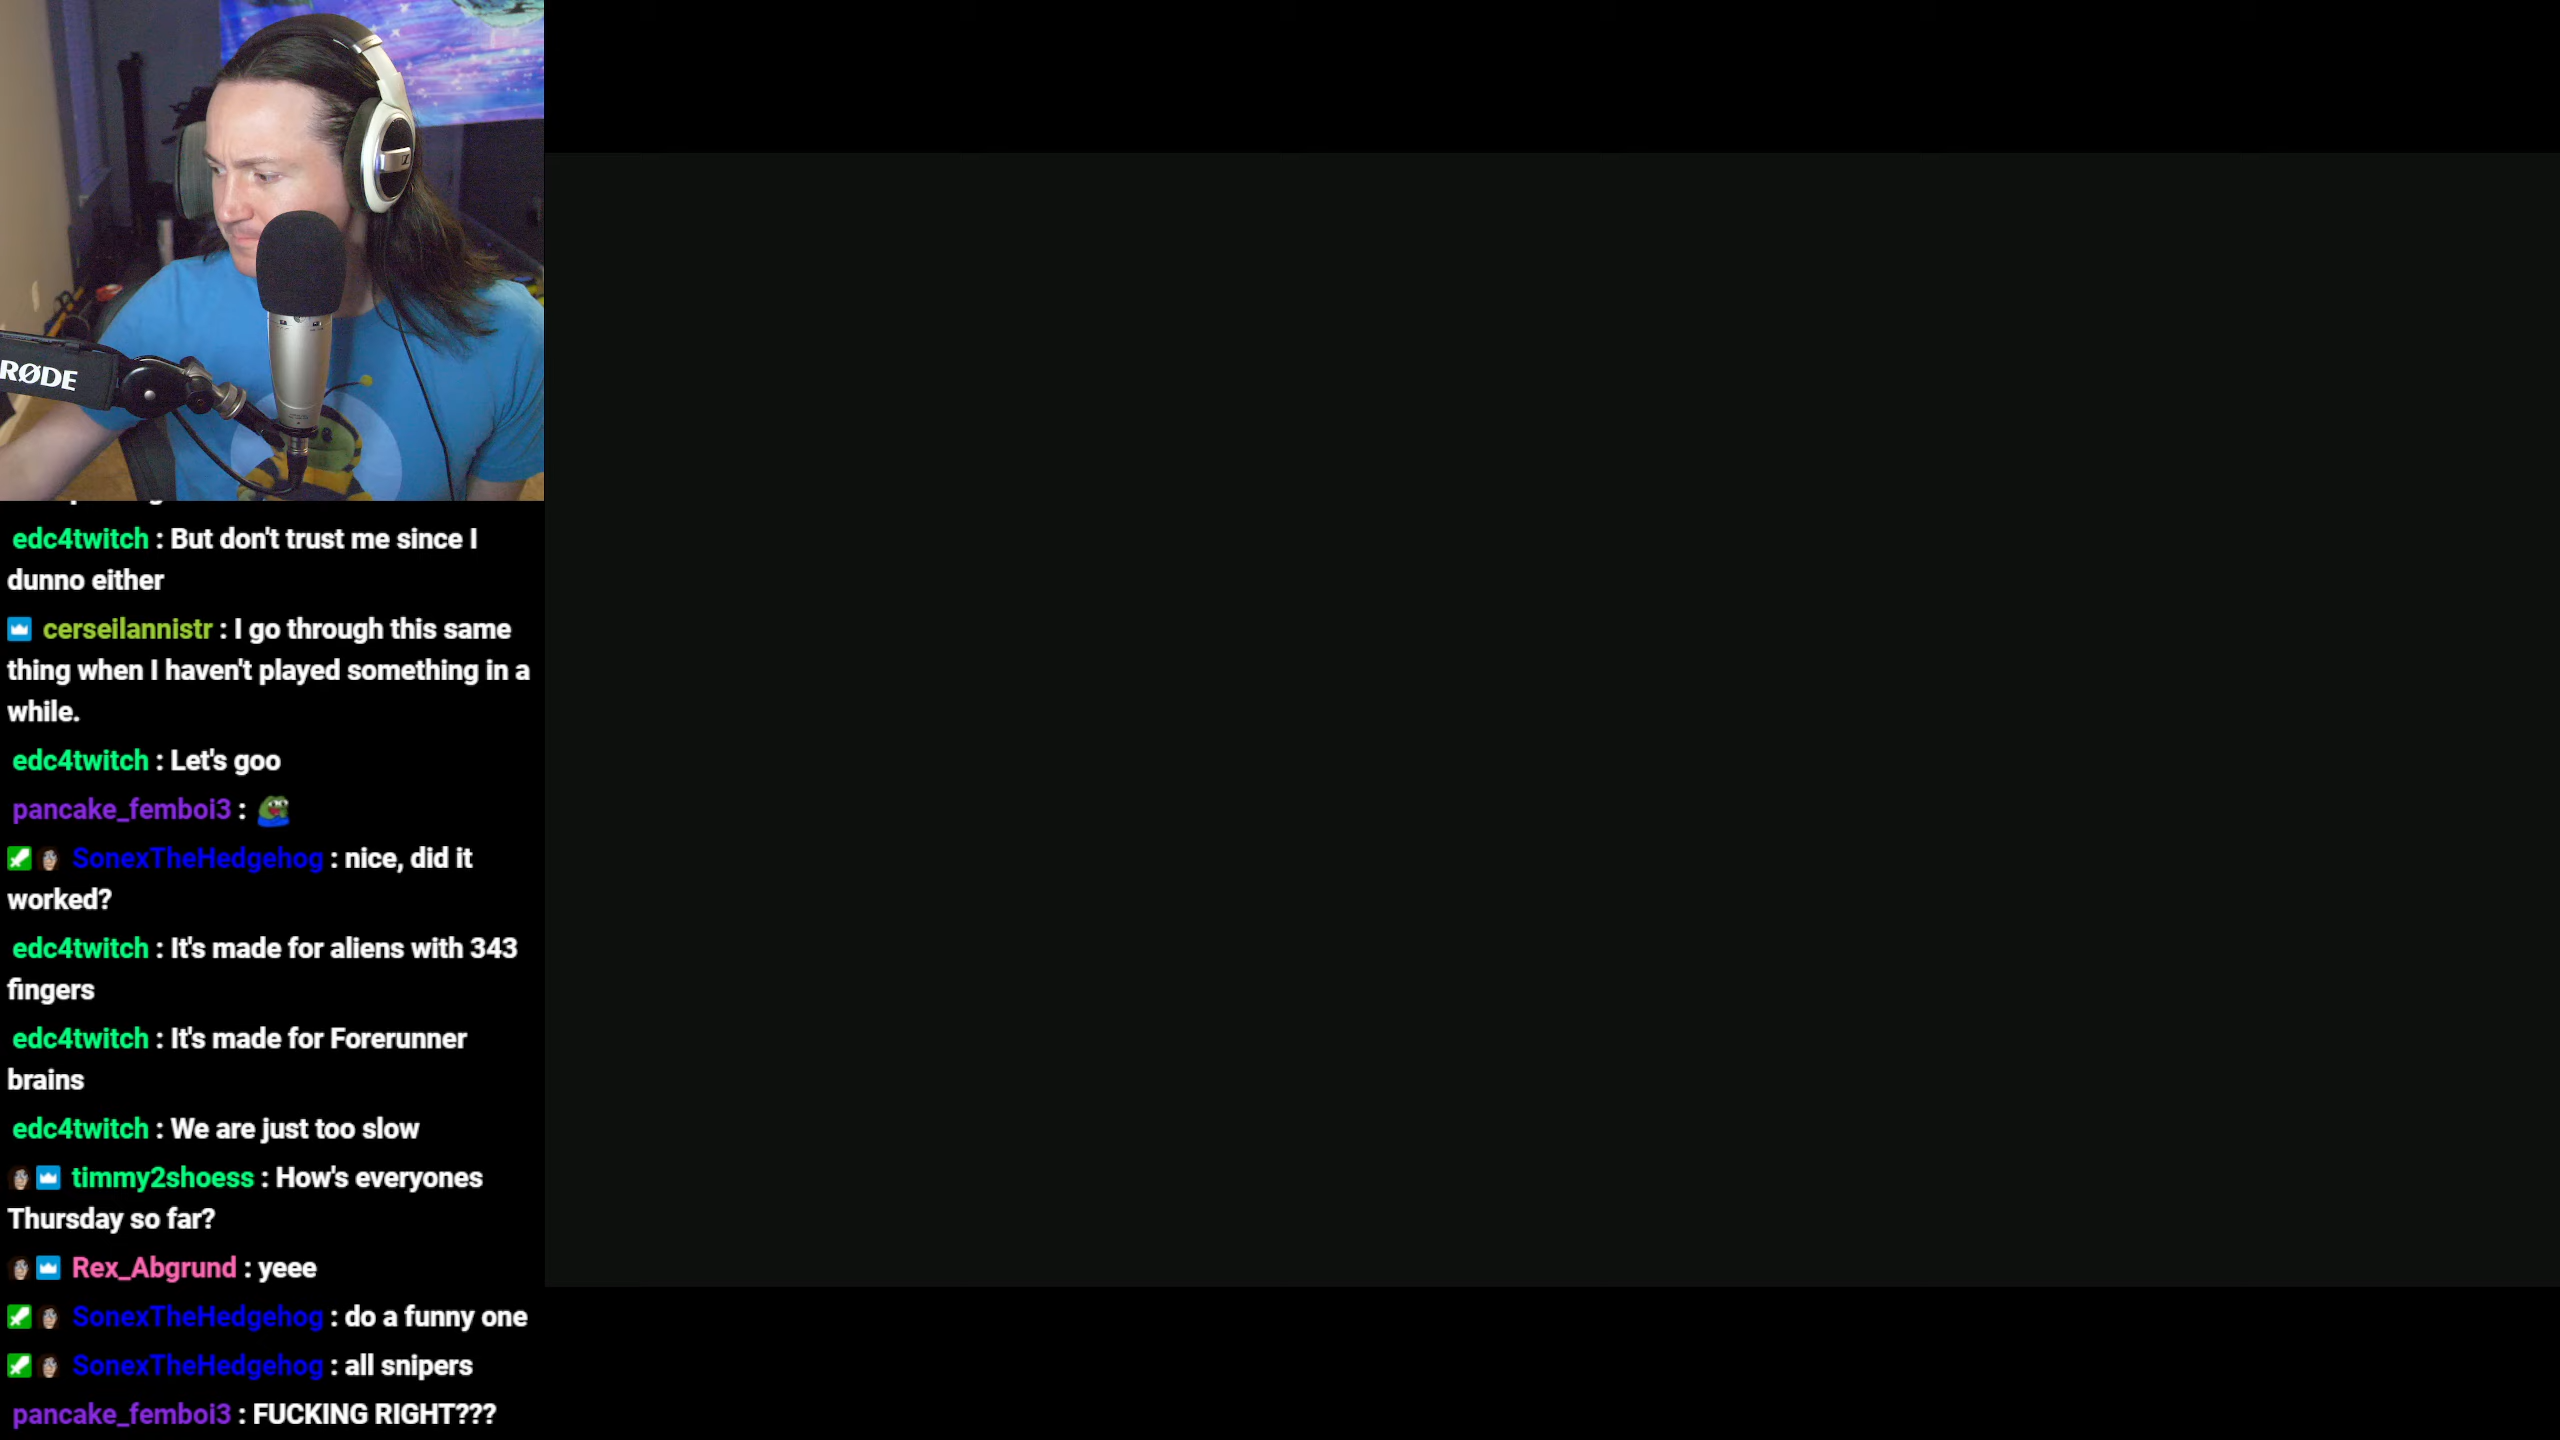 RØDE
edc4twitch : But don't trust me since I
dunno either
cerseilannistr : I go through this same
thing when I haven't played something in a
while.
edc4twitch : Let's goo
pancake_femboi3 :
SonexTheHedgehog : nice, did it
worked?
edc4twitch : It's made for aliens with 343
fingers
edc4twitch : It's made for Forerunner
brains
edc4twitch : We are just too slow
timmy2shoess : How's everyones
Thursday so far?
Rex_Abgrund : yeee
SonexTheHedgehog : do a funny one
SonexTheHedgehog : all snipers
pancake_femboi3 : FUCKING RIGHT???